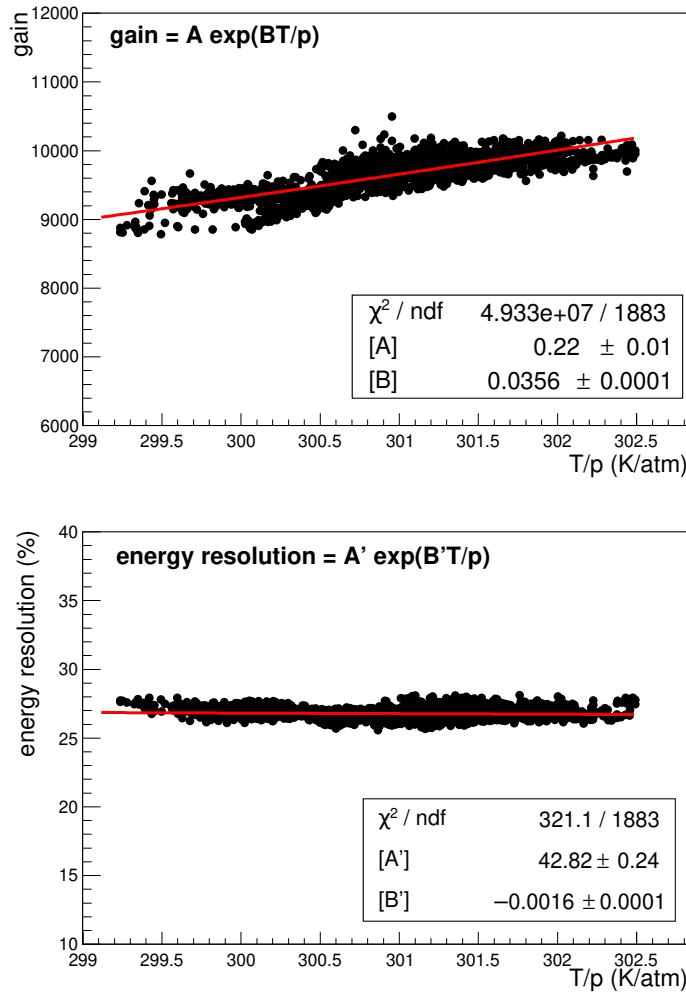 gain
gain = A exp(BT/p)
12000
11000
10000
9000
8000
7000
6000
χ² / ndf 4.933e+07 / 1883
[A] 0.22 ± 0.01
[B] 0.0356 ± 0.0001
299 299.5 300 300.5 301 301.5 302 302.5
T/p (K/atm)
energy resolution (%)
energy resolution = A' exp(B'T/p)
40
35
30
25
20
15
10
χ² / ndf 321.1 / 1883
[A'] 42.82 ± 0.24
[B'] −0.0016 ± 0.0001
299 299.5 300 300.5 301 301.5 302 302.5
T/p (K/atm)